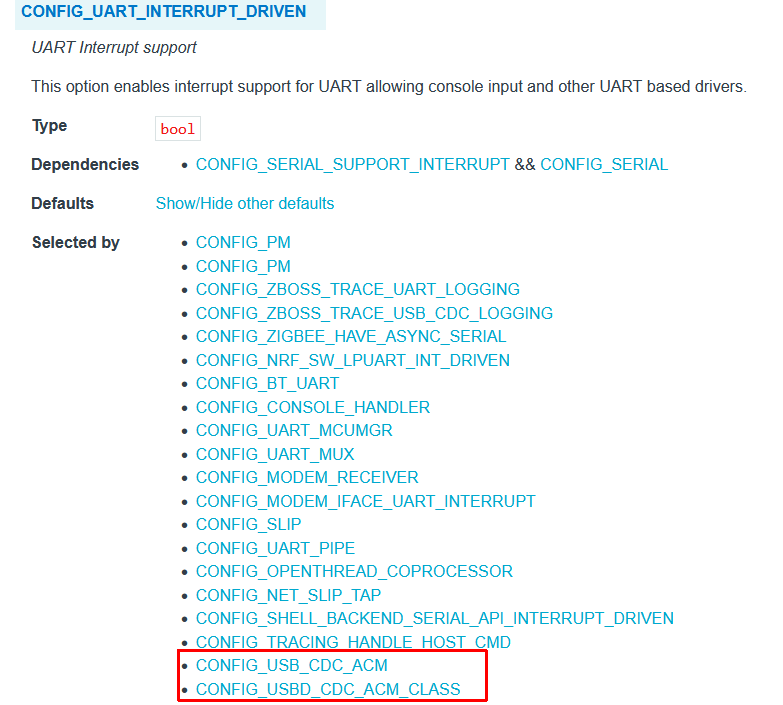 CONFIG_UART_INTERRUPT_DRIVEN
UART Interrupt support
This option enables interrupt support for UART allowing console input and other UART based drivers.
Type bool
Dependencies • CONFIG_SERIAL_SUPPORT_INTERRUPT && CONFIG_SERIAL
Defaults Show/Hide other defaults
Selected by • CONFIG_PM
• CONFIG_PM
• CONFIG_ZBOSS_TRACE_UART_LOGGING
• CONFIG_ZBOSS_TRACE_USB_CDC_LOGGING
• CONFIG_ZIGBEE_HAVE_ASYNC_SERIAL
• CONFIG_NRF_SW_LPUART_INT_DRIVEN
• CONFIG_BT_UART
• CONFIG_CONSOLE_HANDLER
• CONFIG_UART_MCUMGR
• CONFIG_UART_MUX
• CONFIG_MODEM_RECEIVER
• CONFIG_MODEM_IFACE_UART_INTERRUPT
• CONFIG_SLIP
• CONFIG_UART_PIPE
• CONFIG_OPENTHREAD_COPROCESSOR
• CONFIG_NET_SLIP_TAP
• CONFIG_SHELL_BACKEND_SERIAL_API_INTERRUPT_DRIVEN
• CONFIG_TRACING_HANDLE_HOST_CMD
• CONFIG_USB_CDC_ACM
• CONFIG_USBD_CDC_ACM_CLASS